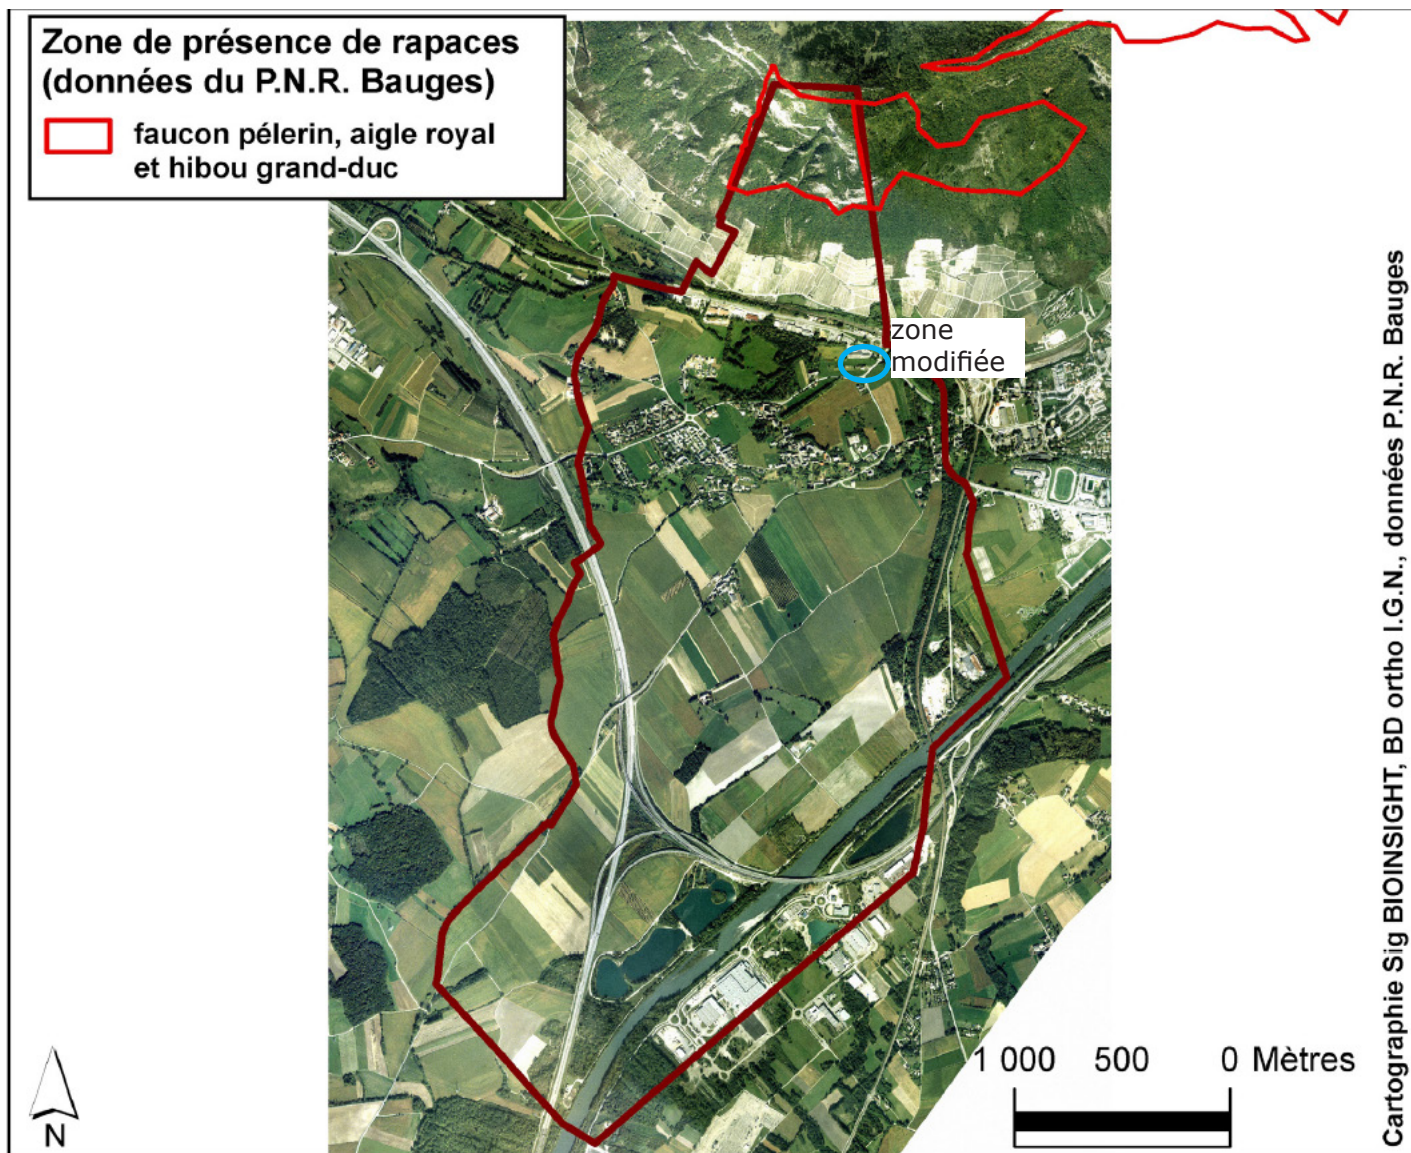 Zone de présence de rapaces
(données du P.N.R. Bauges)
faucon pélerin, aigle royal
et hibou grand-duc
zone
modifiée
1 000 500 0 Mètres
N
Cartographie Sig BIOINSIGHT, BD ortho I.G.N., données P.N.R. Bauges